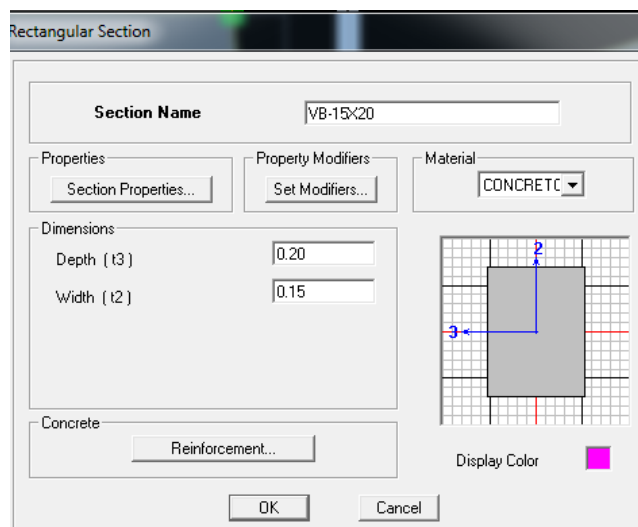 Rectangular Section
Section Name
VB-15X20
Properties
Section Properties...
Property Modifiers
Set Modifiers...
Material
CONCRETC
Dimensions
Depth ( t3 )
0.20
Width ( t2 )
0.15
2
3
Concrete
Reinforcement...
Display Color
OK
Cancel